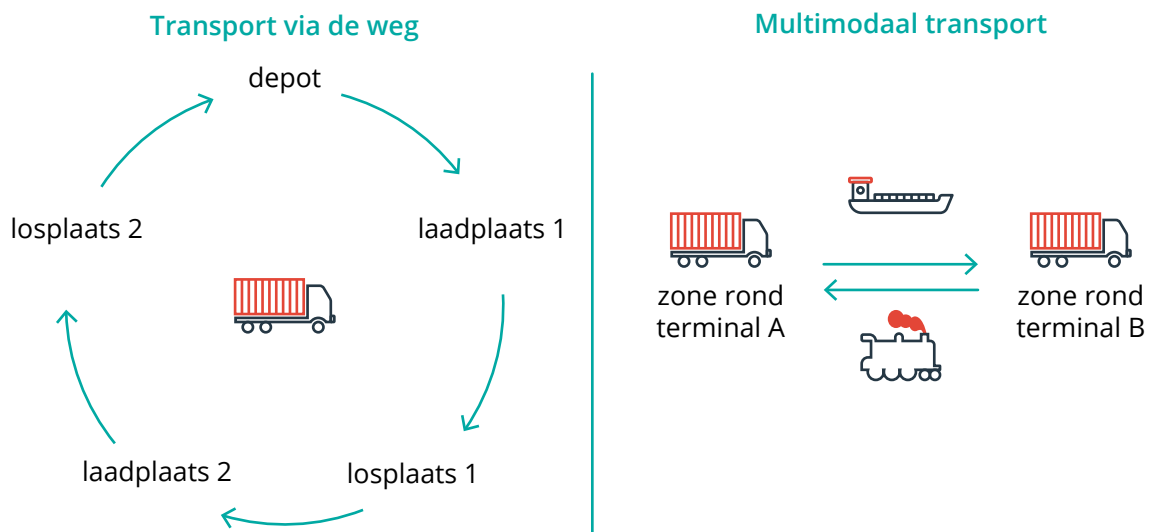 Transport via de weg
depot
losplaats 2
laadplaats 1
laadplaats 2
losplaats 1
Multimodaal transport
zone rond
terminal A
zone rond
terminal B